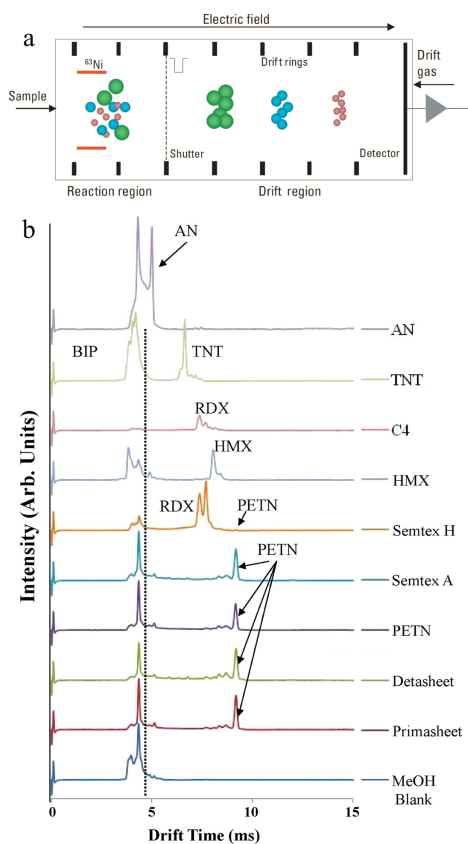 Electric field
a
⁶³Ni
Drift rings
Drift
gas
Sample
Shutter
Detector
Reaction region
Drift region
b
AN
AN
BIP
TNT
TNT
RDX
C4
HMX
HMX
RDX
PETN
Semtex H
PETN
Semtex A
PETN
Detasheet
Primasheet
MeOH
Blank
0
5
10
15
Drift Time (ms)
Intensity (Arb. Units)